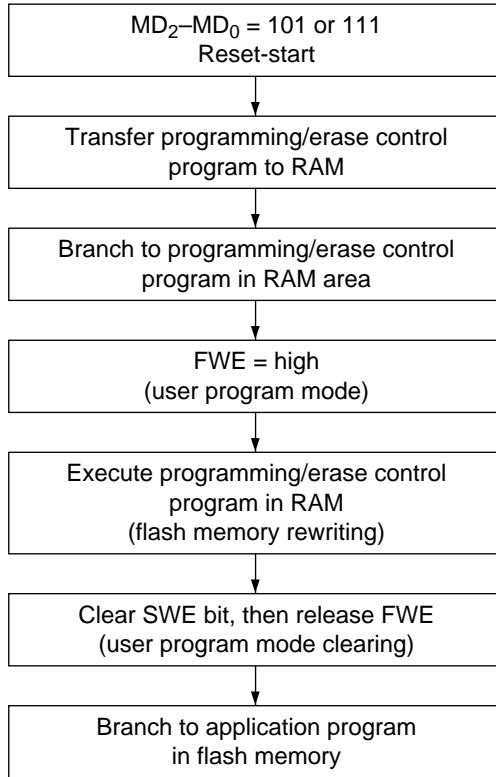 MD₂–MD₀ = 101 or 111
Reset-start
Transfer programming/erase control
program to RAM
Branch to programming/erase control
program in RAM area
FWE = high
(user program mode)
Execute programming/erase control
program in RAM
(flash memory rewriting)
Clear SWE bit, then release FWE
(user program mode clearing)
Branch to application program
in flash memory